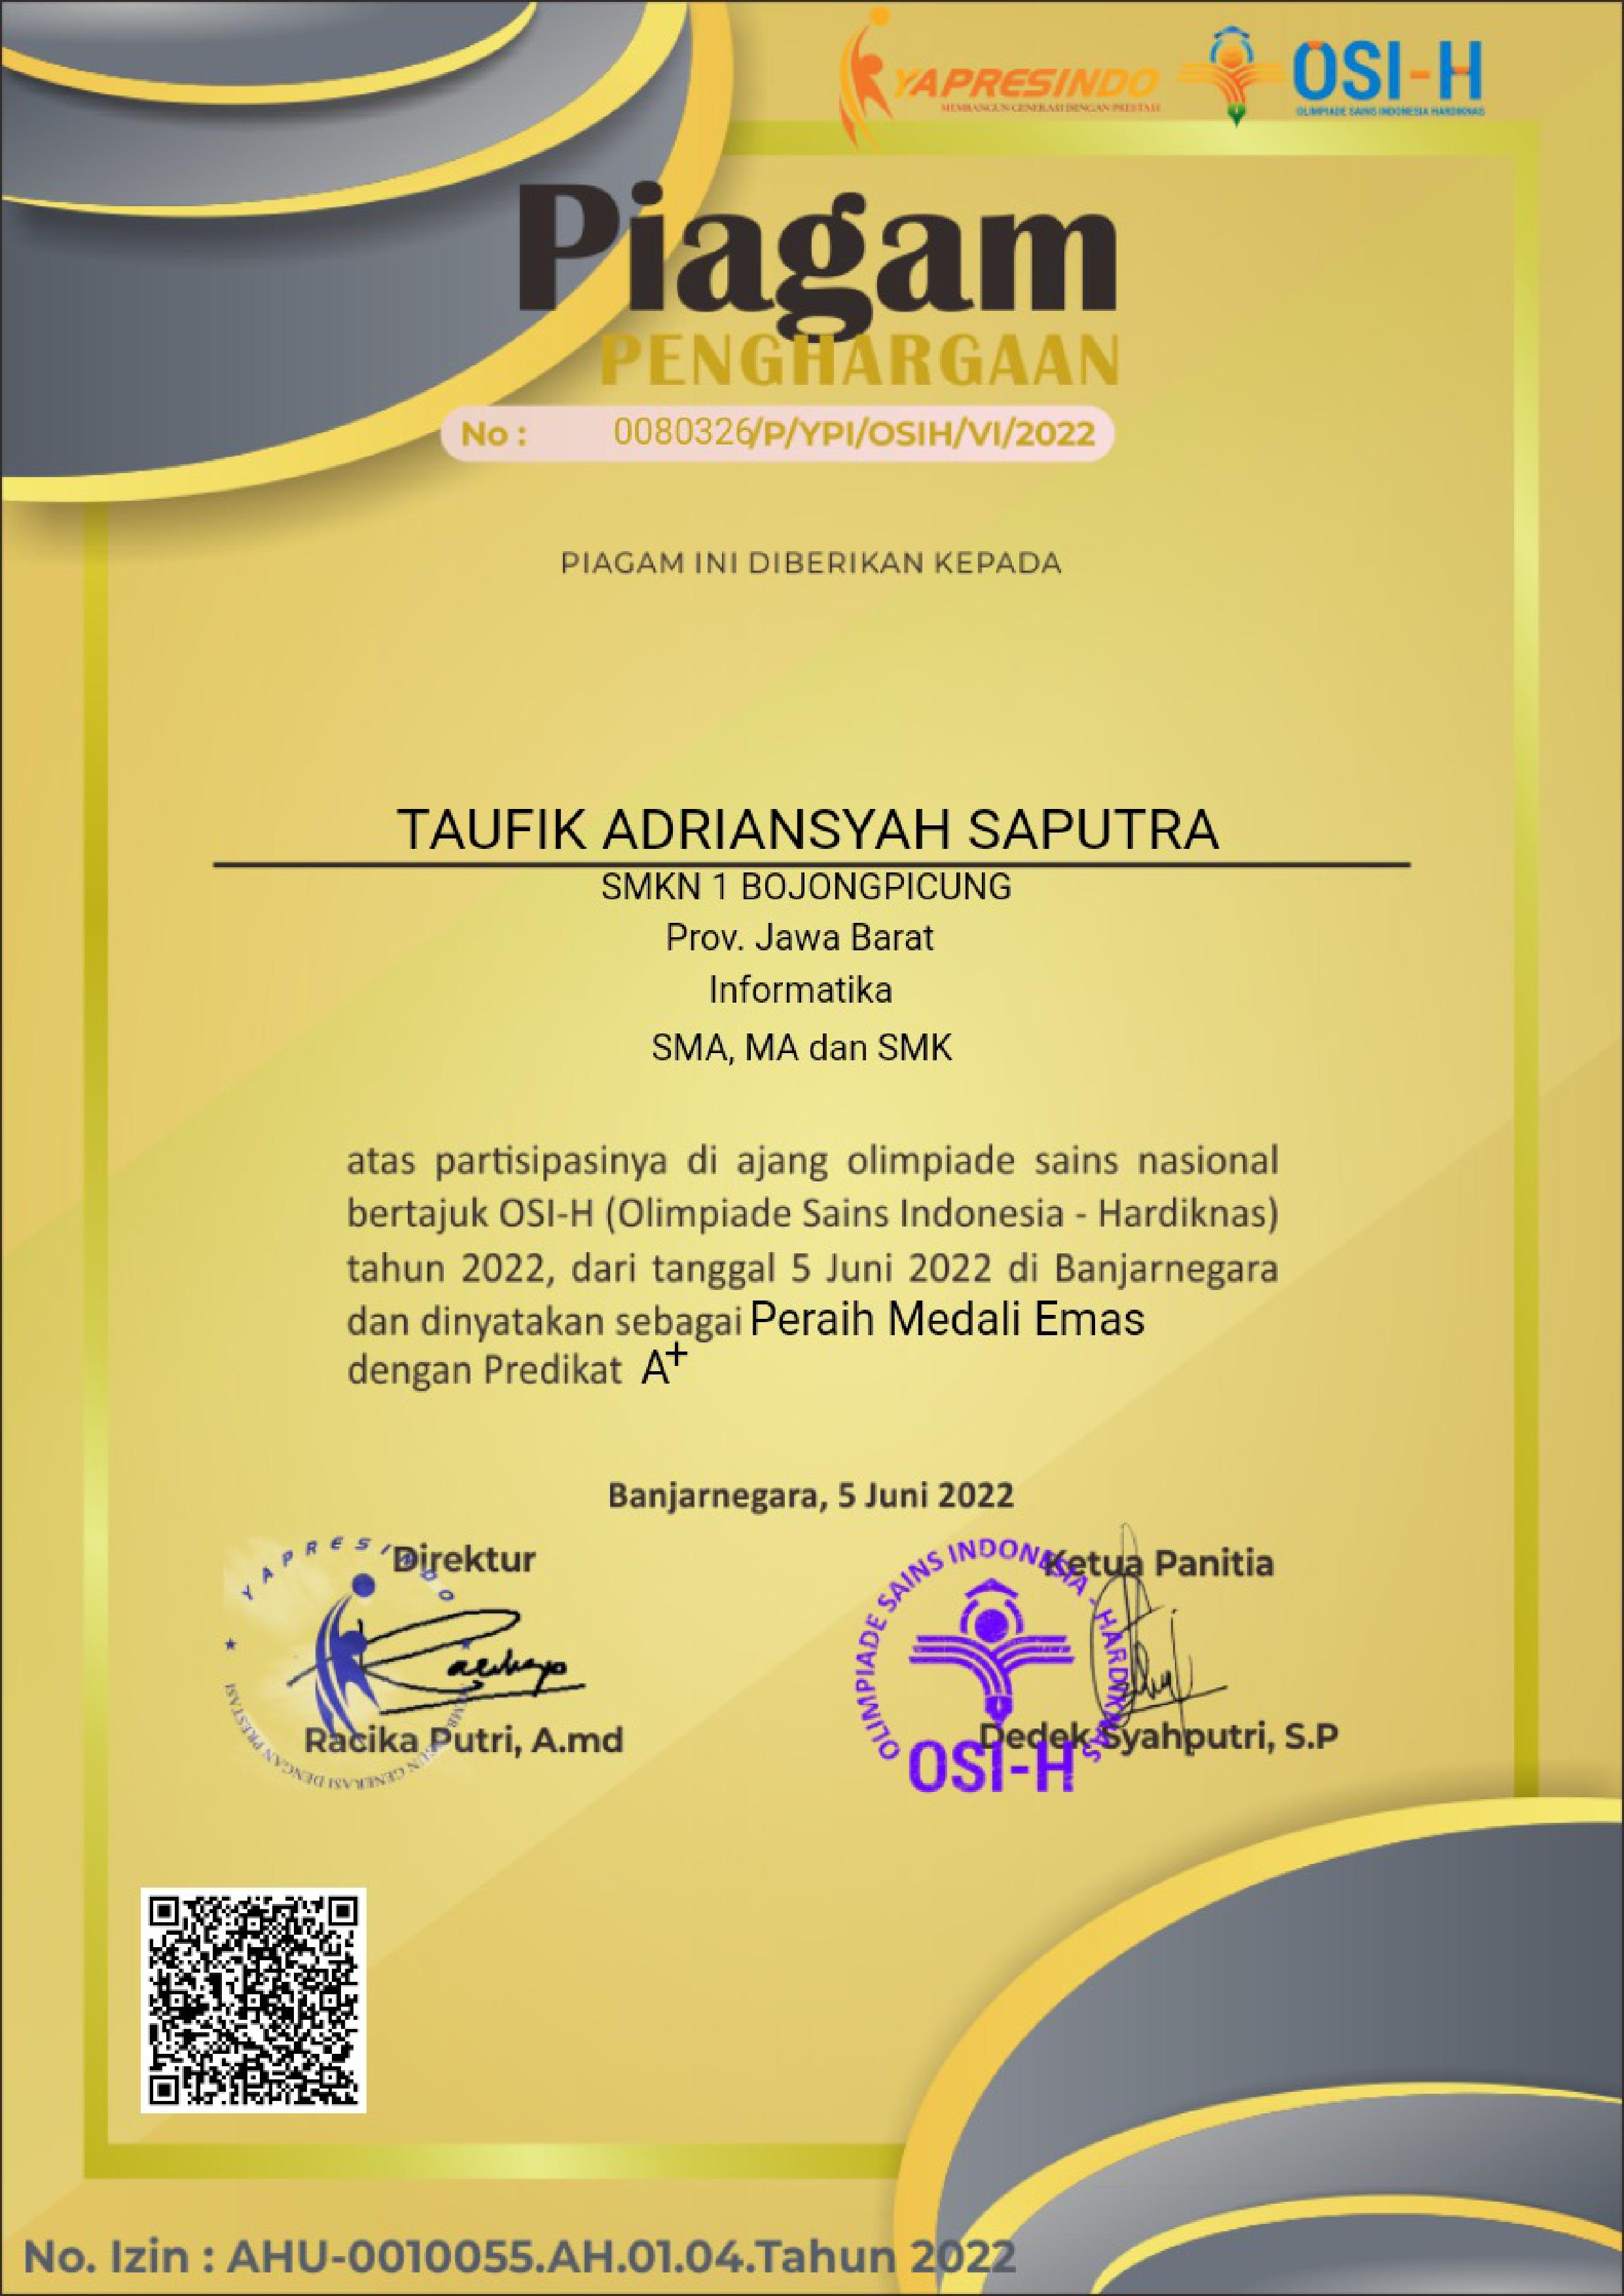 YAPRESINDO
MEMBANGUN GENERASI DENGAN PRESTASI
OSI-H
OLIMPIADE SAINS INDONESIA HARDIKNAS
Piagam
PENGHARGAAN
No : 0080326/P/YPI/OSIH/VI/2022
PIAGAM INI DIBERIKAN KEPADA
TAUFIK ADRIANSYAH SAPUTRA
SMKN 1 BOJONGPICUNG
Prov. Jawa Barat
Informatika
SMA, MA dan SMK
atas partisipasinya di ajang olimpiade sains nasional
bertajuk OSI-H (Olimpiade Sains Indonesia - Hardiknas)
tahun 2022, dari tanggal 5 Juni 2022 di Banjarnegara
dan dinyatakan sebagai Peraih Medali Emas
dengan Predikat A+
Banjarnegara, 5 Juni 2022
Direktur
YAPRESINDO
GENERASI DENGAN PRESTASI
Racika Putri, A.md
Ketua Panitia
OLIMPIADE SAINS INDONESIA - HARDIKNAS
OSI-H
Dedek Syahputri, S.P
No. Izin : AHU-0010055.AH.01.04.Tahun 2022